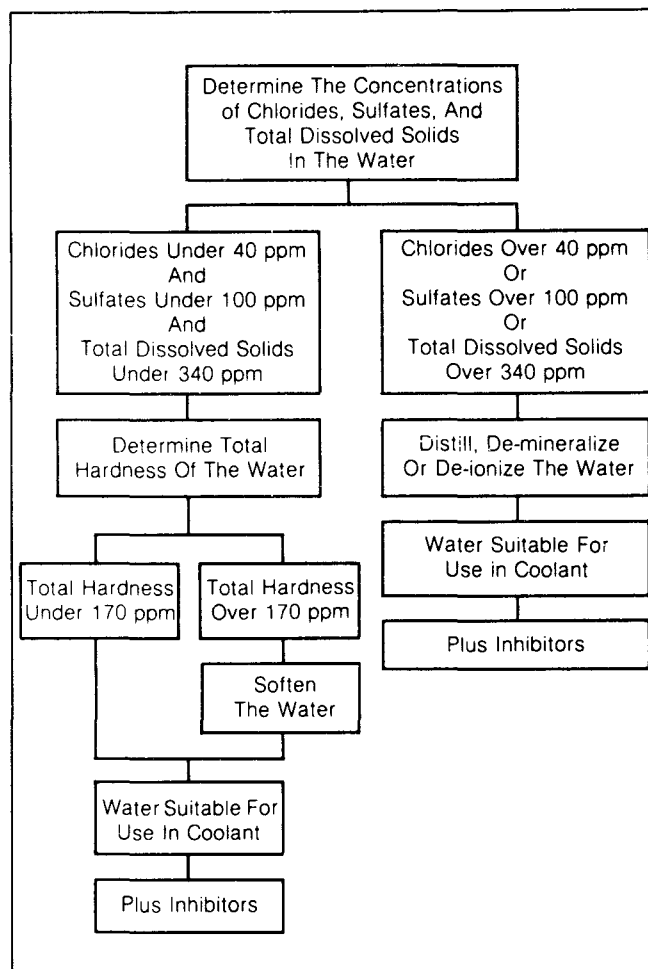 Determine The Concentrations
of Chlorides, Sulfates, And
Total Dissolved Solids
In The Water
Chlorides Under 40 ppm
And
Sulfates Under 100 ppm
And
Total Dissolved Solids
Under 340 ppm
Chlorides Over 40 ppm
Or
Sulfates Over 100 ppm
Or
Total Dissolved Solids
Over 340 ppm
Determine Total
Hardness Of The Water
Distill, De-mineralize
Or De-ionize The Water
Total Hardness
Under 170 ppm
Total Hardness
Over 170 ppm
Water Suitable For
Use in Coolant
Plus Inhibitors
Soften
The Water
Water Suitable For
Use In Coolant
Plus Inhibitors